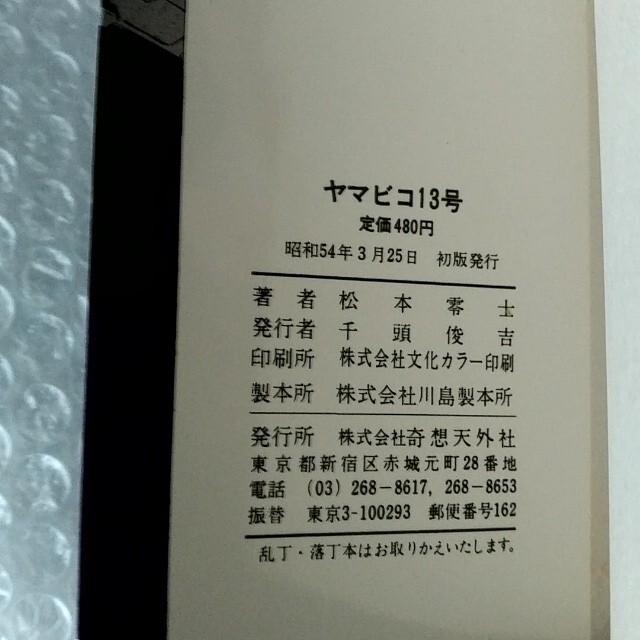 ヤマビコ13号
定価480円
昭和54年3月25日 初版発行
著者 松本零士
発行者 千頭俊吉
印刷所 株式会社文化カラー印刷
製本所 株式会社川島製本所
発行所 株式会社奇想天外社
東京都新宿区赤城元町28番地
電話 (03) 268-8617, 268-8653
振替 東京3-100293 郵便番号162
乱丁・落丁本はお取りかえいたします。